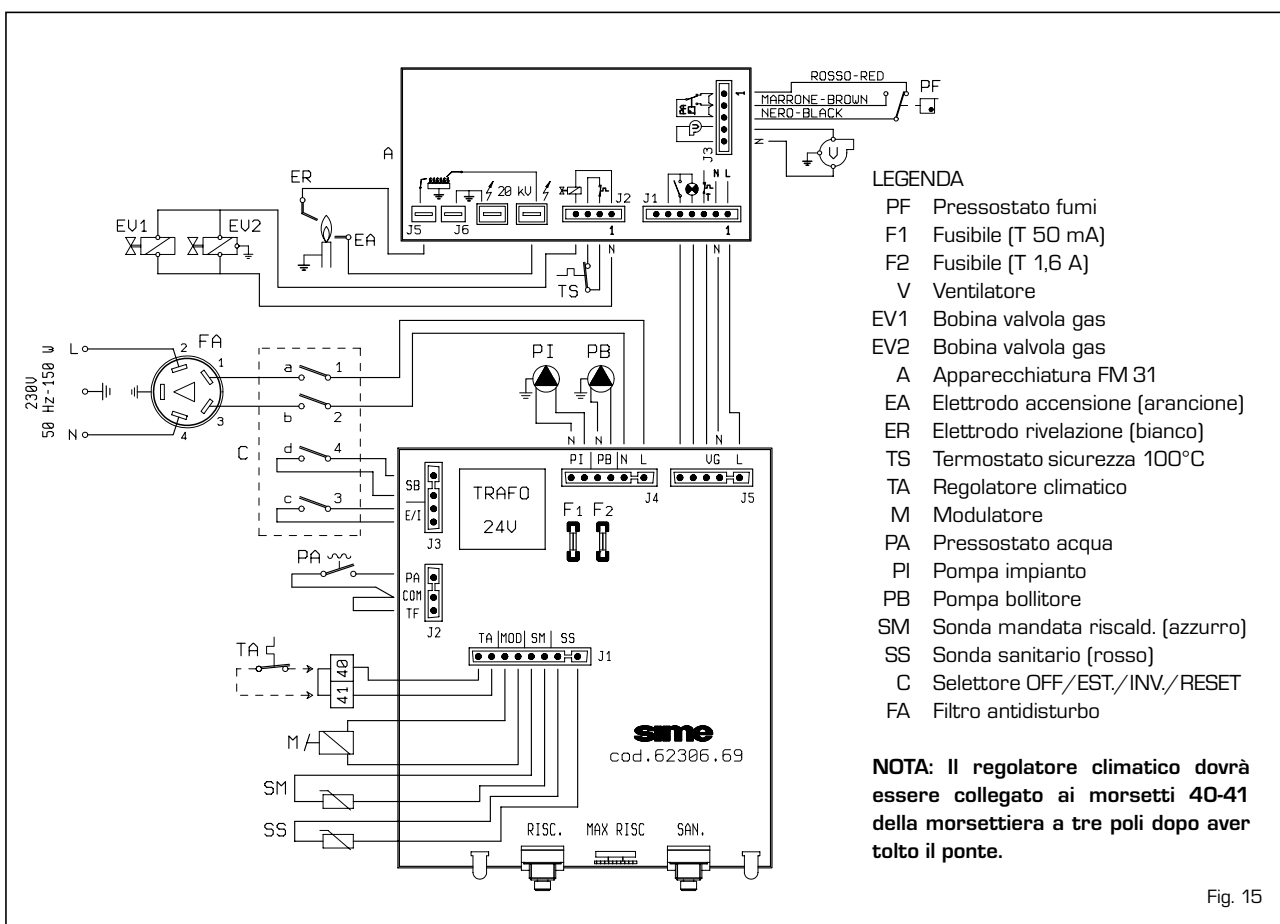 ROSSO-RED
MARRONE-BROWN
NERO-BLACK
PF
1
J3
V
N
V
A
ER
EV1
EV2
EA
20 kV
J5
J6
J2
1
J1
T
N L
1
TS
N
L
230V
50 Hz-150 W
N
2
FA
1
3
4
a 1
b 2
d 4
c 3
C
PI
PB
N
N
N
L
PI
PB
N
L
J4
VG
L
J5
SB
E/I
J3
TRAFO
24V
F1
F2
PA
PA
COM
TF
J2
TA
40
41
TA
MOD
SM
SS
J1
M
SM
SS
sime
cod.62306.69
RISC.
MAX RISC
SAN.
LEGENDA
PF Pressostato fumi
F1 Fusibile (T 50 mA)
F2 Fusibile (T 1,6 A)
V Ventilatore
EV1 Bobina valvola gas
EV2 Bobina valvola gas
A Apparecchiatura FM 31
EA Elettrodo accensione (arancione)
ER Elettrodo rivelazione (bianco)
TS Termostato sicurezza 100°C
TA Regolatore climatico
M Modulatore
PA Pressostato acqua
PI Pompa impianto
PB Pompa bollitore
SM Sonda mandata riscald. (azzurro)
SS Sonda sanitario (rosso)
C Selettore OFF/EST./INV./RESET
FA Filtro antidisturbo
NOTA: Il regolatore climatico dovrà
essere collegato ai morsetti 40-41
della morsettiera a tre poli dopo aver
tolto il ponte.
Fig. 15